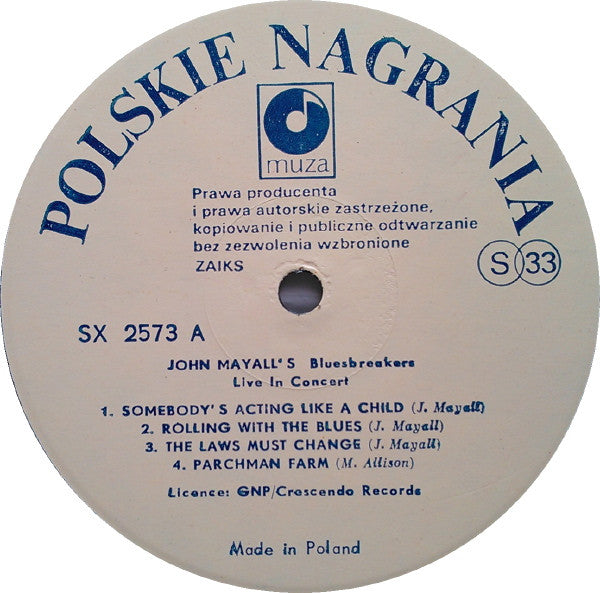 POLSKIE NAGRANIA
muza
Prawa producenta
i prawa autorskie zastrzeżone,
kopiowanie i publiczne odtwarzanie
bez zezwolenia wzbronione
ZAIKS
S 33
SX 2573 A
JOHN MAYALL'S Bluesbreakers
Live In Concert
1. SOMEBODY'S ACTING LIKE A CHILD (J. Mayall)
2. ROLLING WITH THE BLUES (J. Mayall)
3. THE LAWS MUST CHANGE (J. Mayall)
4. PARCHMAN FARM (M. Allison)
Licence: GNP/Crescendo Records
Made in Poland